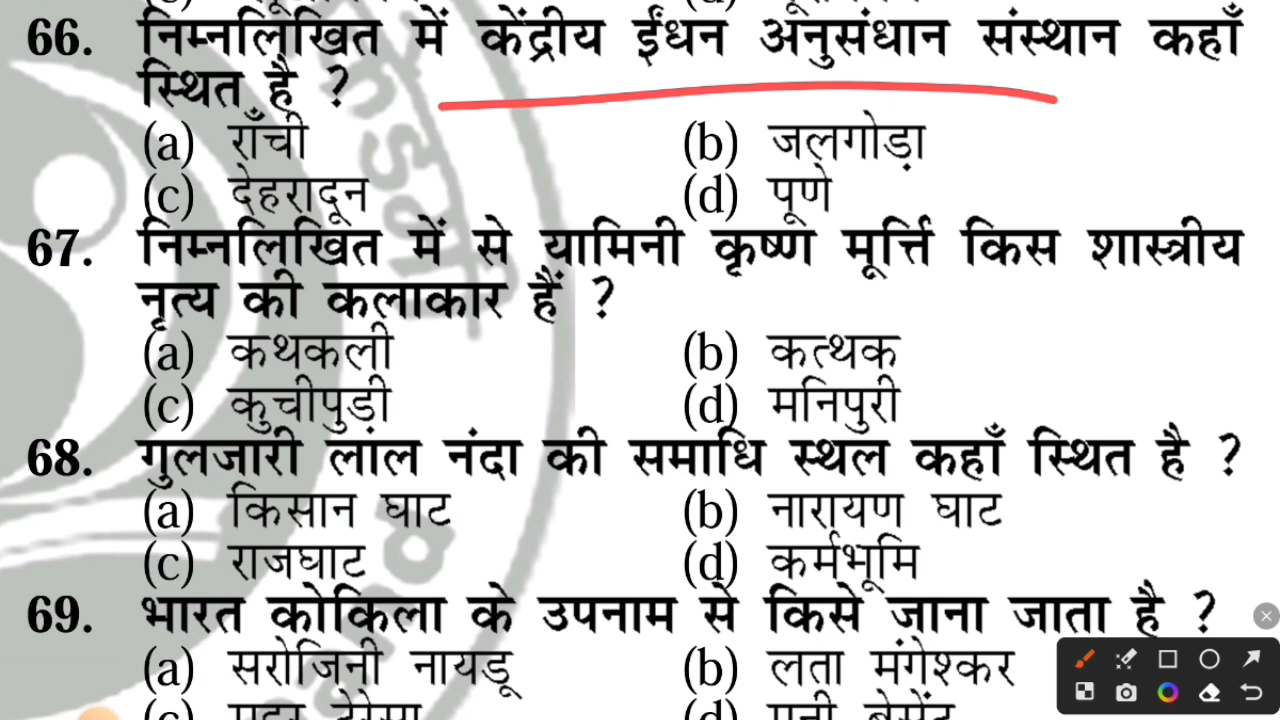 66. निम्नलिखित में केंद्रीय ईंधन अनुसंधान संस्थान कहाँ
स्थित है ?
(a) राँची (b) जलगोड़ा
(c) देहरादून (d) पूणे
67. निम्नलिखित में से यामिनी कृष्ण मूर्त्ति किस शास्त्रीय
नृत्य की कलाकार हैं ?
(a) कथकली (b) कत्थक
(c) कुचीपुड़ी (d) मनिपुरी
68. गुलजारी लाल नंदा की समाधि स्थल कहाँ स्थित है ?
(a) किसान घाट (b) नारायण घाट
(c) राजघाट (d) कर्मभूमि
69. भारत कोकिला के उपनाम से किसे जाना जाता है ?
(a) सरोजिनी नायडू (b) लता मंगेश्कर
(c) (d)